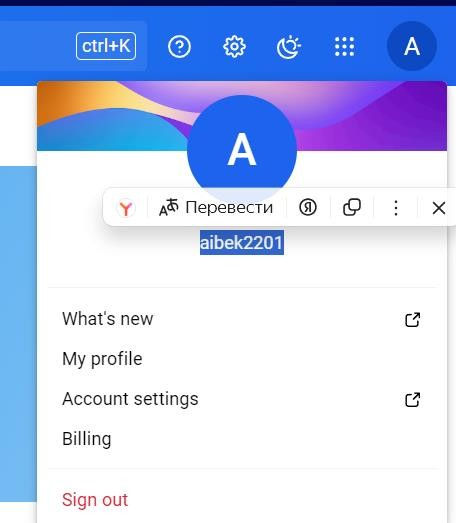 ctrl+K
A
A
Перевести
aibek2201
What's new
My profile
Account settings
Billing
Sign out